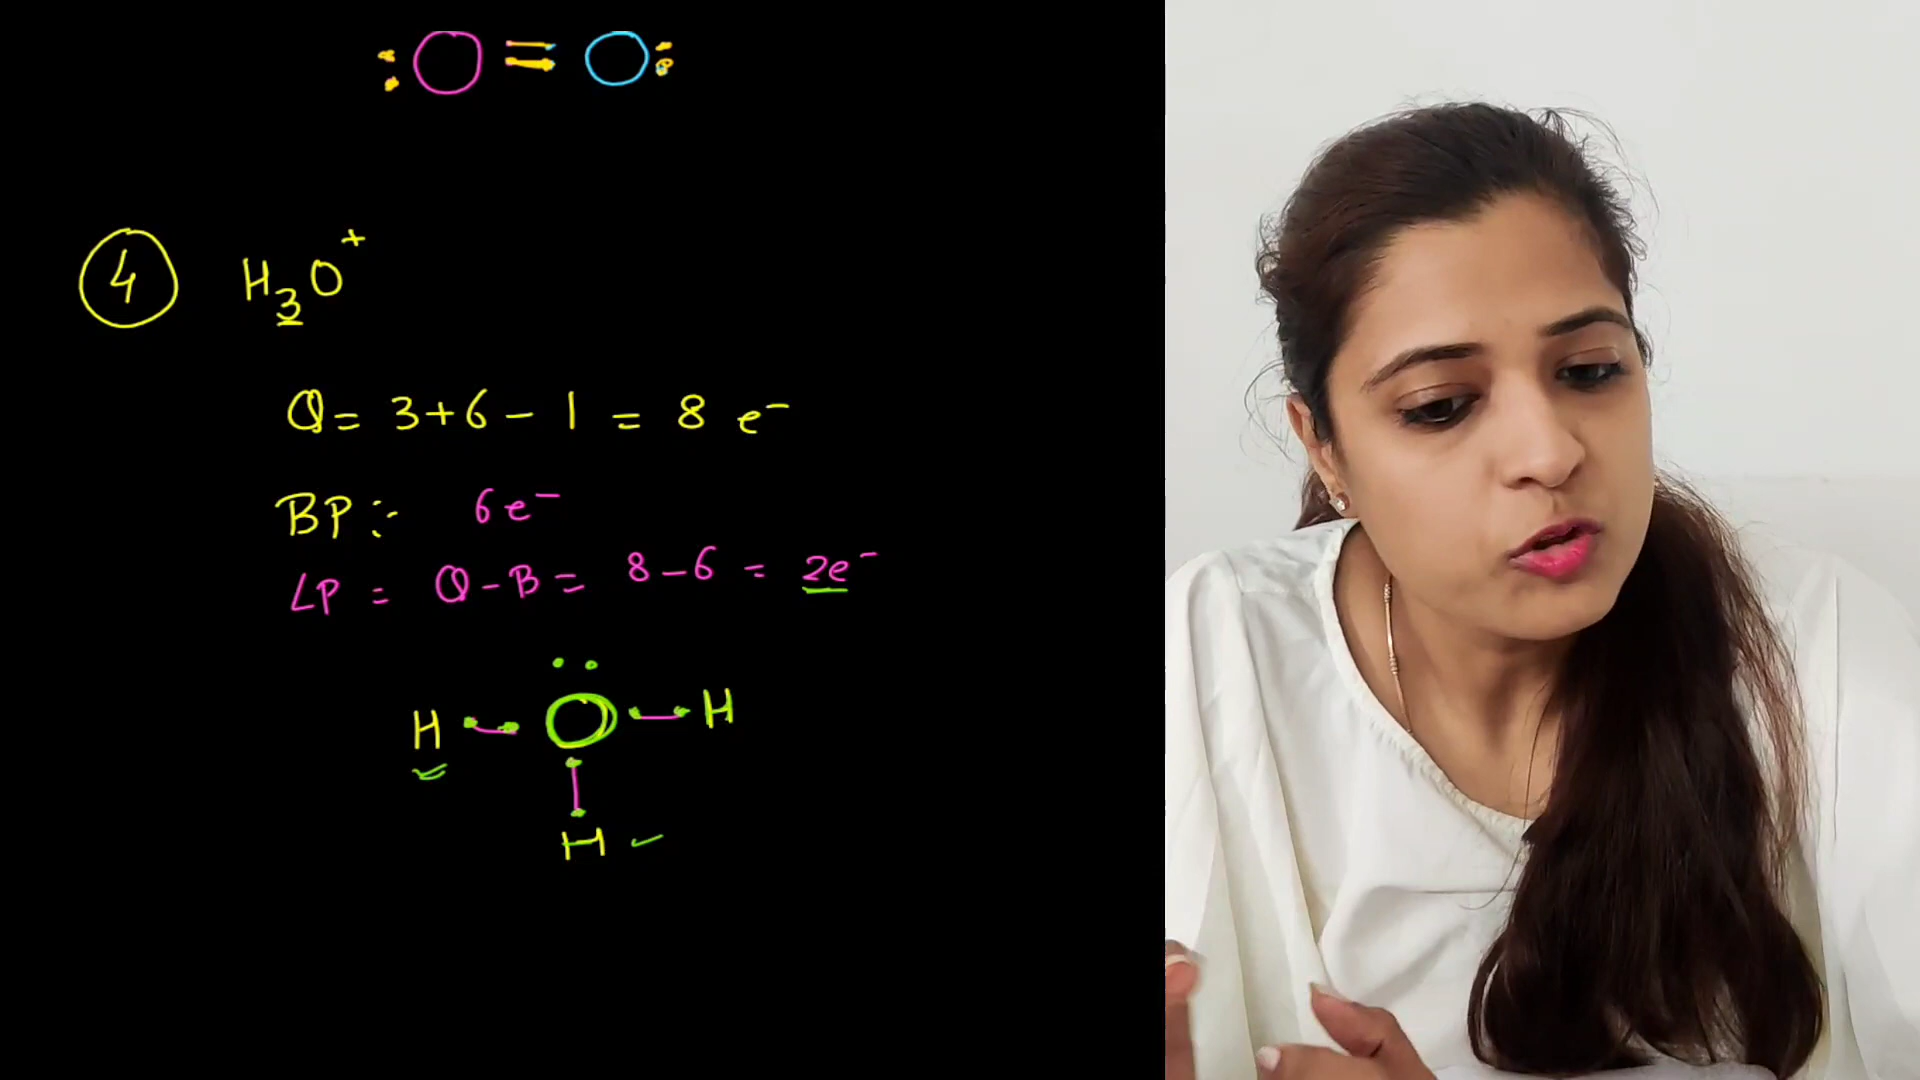 :O=O:
4 H₃O⁺
Q = 3+6-1 = 8 e⁻
BP :- 6e⁻
LP = Q-B = 8-6 = 2e⁻
H O H
H